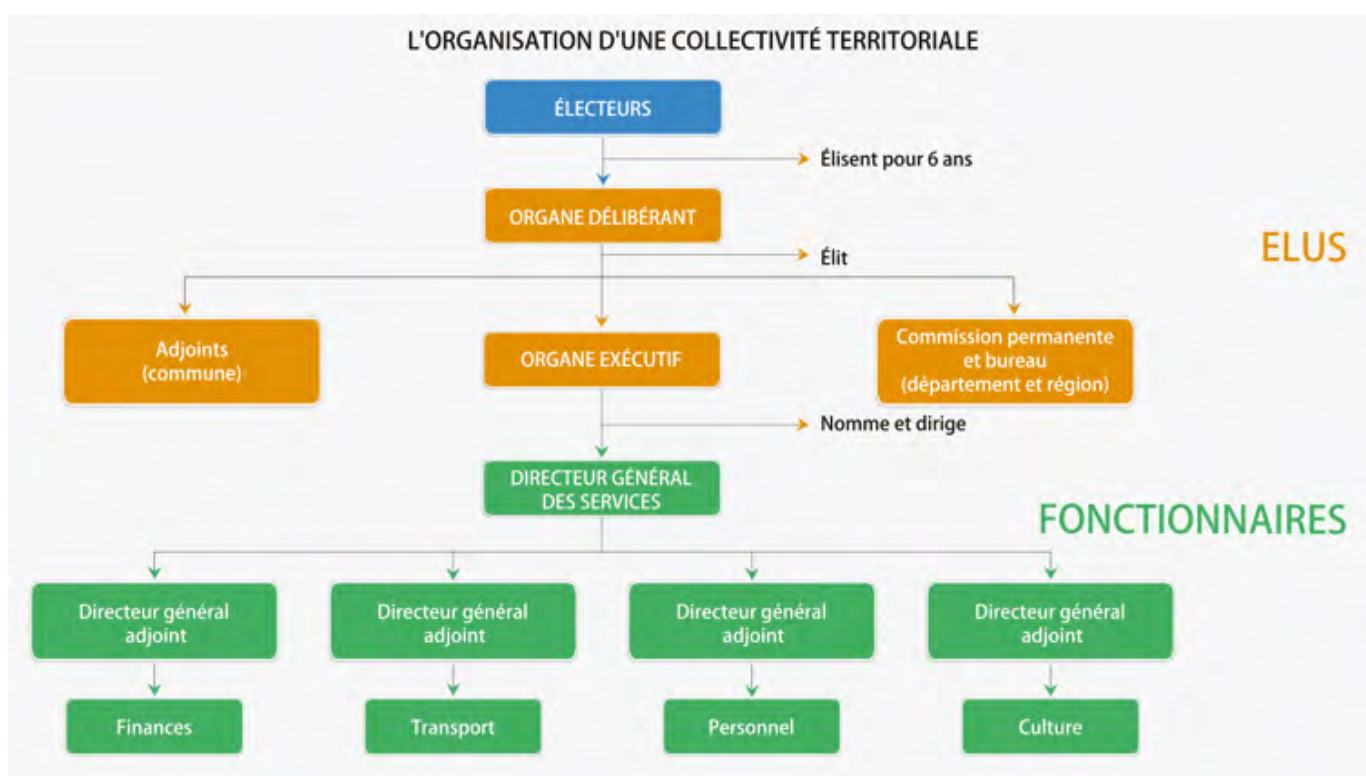 L'ORGANISATION D'UNE COLLECTIVITÉ TERRITORIALE
ÉLECTEURS
Élisent pour 6 ans
ORGANE DÉLIBÉRANT
ELUS
Élit
Adjoints
(commune)
ORGANE EXÉCUTIF
Commission permanente
et bureau
(département et région)
Nomme et dirige
DIRECTEUR GÉNÉRAL
DES SERVICES
FONCTIONNAIRES
Directeur général
adjoint
Directeur général
adjoint
Directeur général
adjoint
Directeur général
adjoint
Finances
Transport
Personnel
Culture